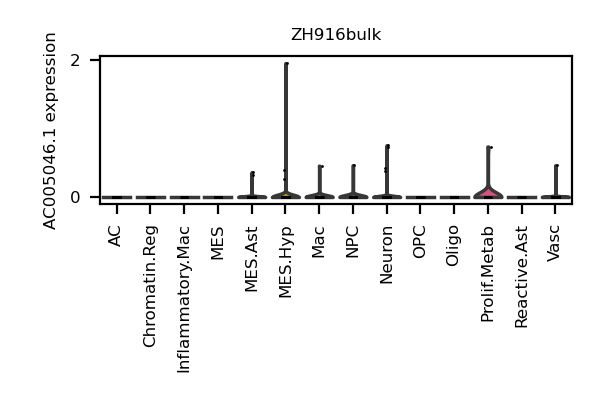 ZH916bulk
AC005046.1 expression
2
0
AC
Chromatin.Reg
Inflammatory.Mac
MES
MES.Ast
MES.Hyp
Mac
NPC
Neuron
OPC
Oligo
Prolif.Metab
Reactive.Ast
Vasc